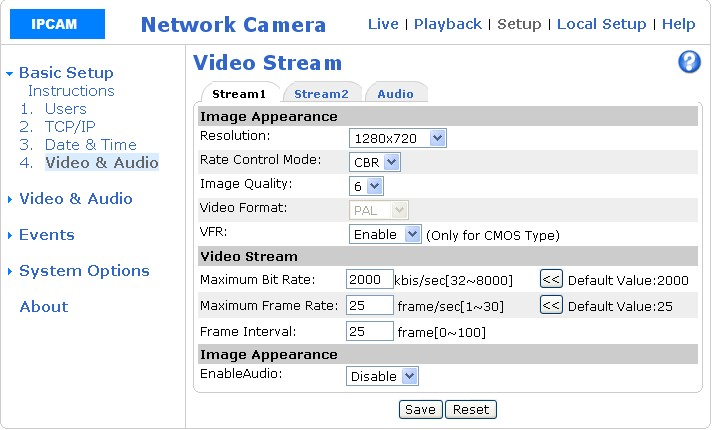 IPCAM
Network Camera
Live | Playback | Setup | Local Setup | Help
Basic Setup
Instructions
1. Users
2. TCP/IP
3. Date & Time
4. Video & Audio
Video & Audio
Events
System Options
About
Video Stream
?
Stream1 Stream2 Audio
Image Appearance
Resolution: 1280x720
Rate Control Mode: CBR
Image Quality: 6
Video Format: PAL
VFR: Enable (Only for CMOS Type)
Video Stream
Maximum Bit Rate: 2000 kbis/sec[32~8000] << Default Value:2000
Maximum Frame Rate: 25 frame/sec[1~30] << Default Value:25
Frame Interval: 25 frame[0~100]
Image Appearance
EnableAudio: Disable
Save Reset